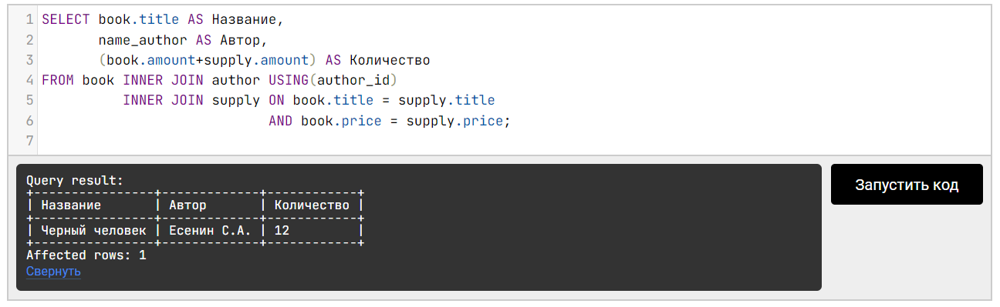 1 SELECT book.title AS Название,
2 name_author AS Автор,
3 (book.amount+supply.amount) AS Количество
4 FROM book INNER JOIN author USING(author_id)
5 INNER JOIN supply ON book.title = supply.title
6 AND book.price = supply.price;
7
Query result:
+----------------+-------------+------------+
| Название | Автор | Количество |
+----------------+-------------+------------+
| Черный человек | Есенин С.А. | 12 |
+----------------+-------------+------------+
Affected rows: 1
Свернуть
Запустить код